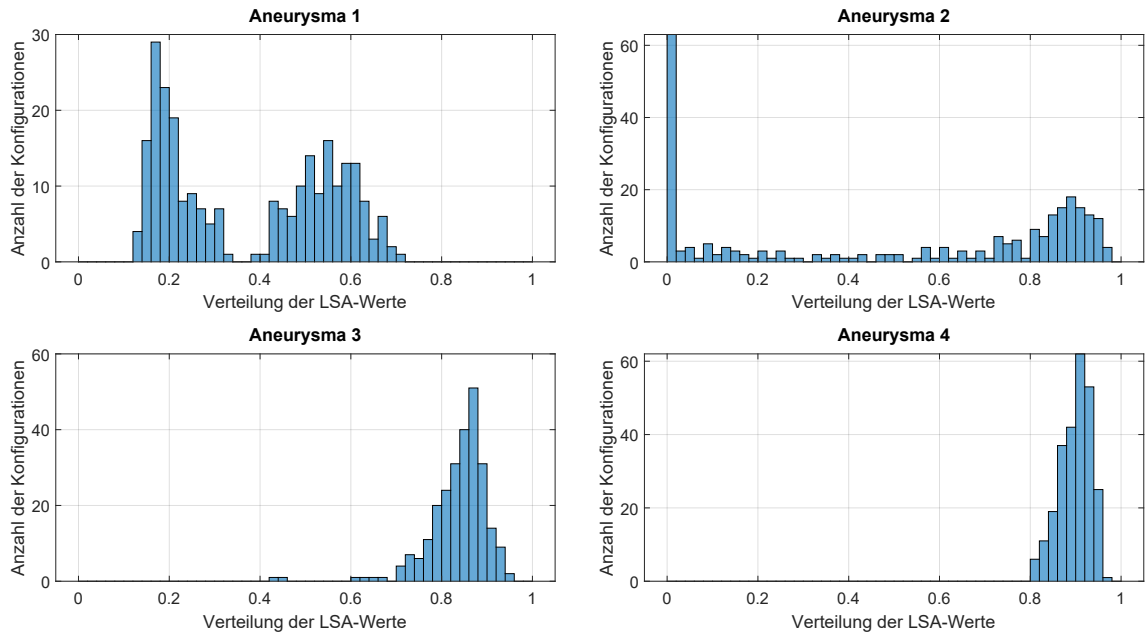 Aneurysma 1
Anzahl der Konfigurationen
30
20
10
0
0 0.2 0.4 0.6 0.8 1
Verteilung der LSA-Werte
Aneurysma 2
Anzahl der Konfigurationen
60
40
20
0
0 0.2 0.4 0.6 0.8 1
Verteilung der LSA-Werte
Aneurysma 3
Anzahl der Konfigurationen
60
40
20
0
0 0.2 0.4 0.6 0.8 1
Verteilung der LSA-Werte
Aneurysma 4
Anzahl der Konfigurationen
60
40
20
0
0 0.2 0.4 0.6 0.8 1
Verteilung der LSA-Werte